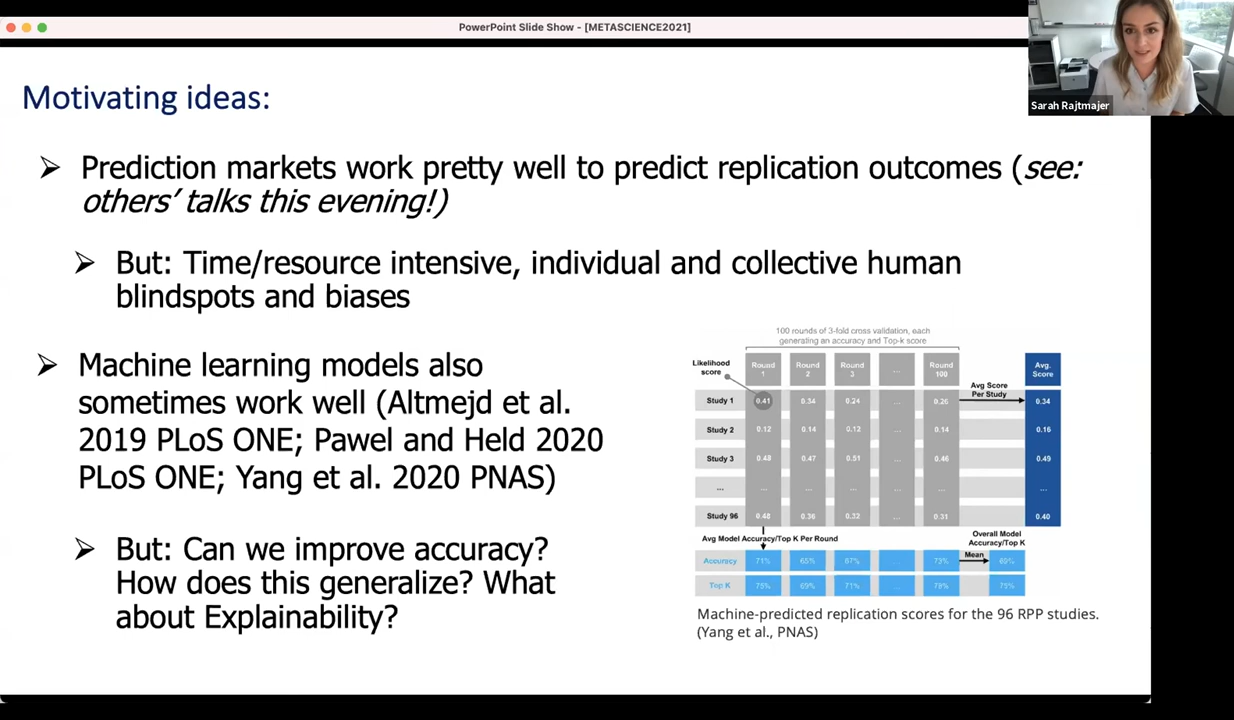 PowerPoint Slide Show - [METASCIENCE2021]
Sarah Rajtmajer
Motivating ideas:
Prediction markets work pretty well to predict replication outcomes (see:
others’ talks this evening!)
But: Time/resource intensive, individual and collective human
blindspots and biases
Machine learning models also
sometimes work well (Altmejd et al.
2019 PLoS ONE; Pawel and Held 2020
PLoS ONE; Yang et al. 2020 PNAS)
But: Can we improve accuracy?
How does this generalize? What
about Explainability?
100 rounds of 3-fold cross validation, each
generating an accuracy and Top-k score
Likelihood
score
Round 1 Round 2 Round 3 ... Round 100 Avg. Score
Avg Score
Per Study
Study 1 0.41 0.34 0.24 ... 0.26 0.34
Study 2 0.12 0.14 0.12 ... 0.14 0.16
Study 3 0.48 0.47 0.51 ... 0.46 0.49
... ... ... ... ... ... ...
Study 96 0.48 0.36 0.32 ... 0.31 0.40
Avg Model Accuracy/Top K Per Round
Overall Model
Accuracy/Top K
Accuracy 71% 65% 67% ... 73% Mean 69%
Top K 75% 69% 71% ... 78% 75%
Machine-predicted replication scores for the 96 RPP studies.
(Yang et al., PNAS)